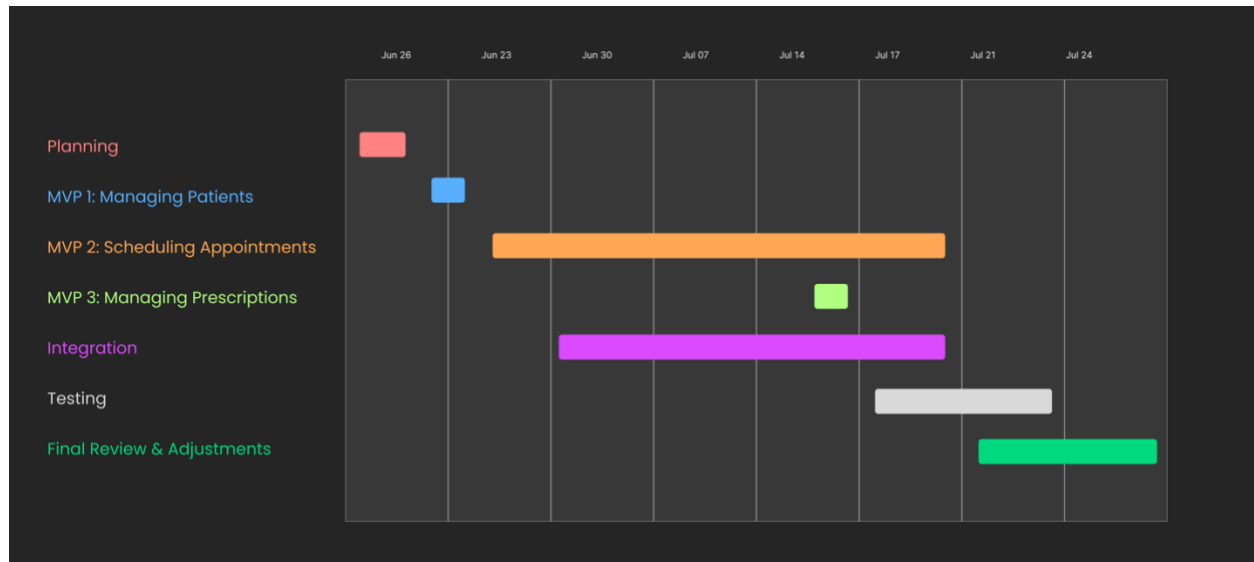 Jun 26 Jun 23 Jun 30 Jul 07 Jul 14 Jul 17 Jul 21 Jul 24
Planning
MVP 1: Managing Patients
MVP 2: Scheduling Appointments
MVP 3: Managing Prescriptions
Integration
Testing
Final Review & Adjustments